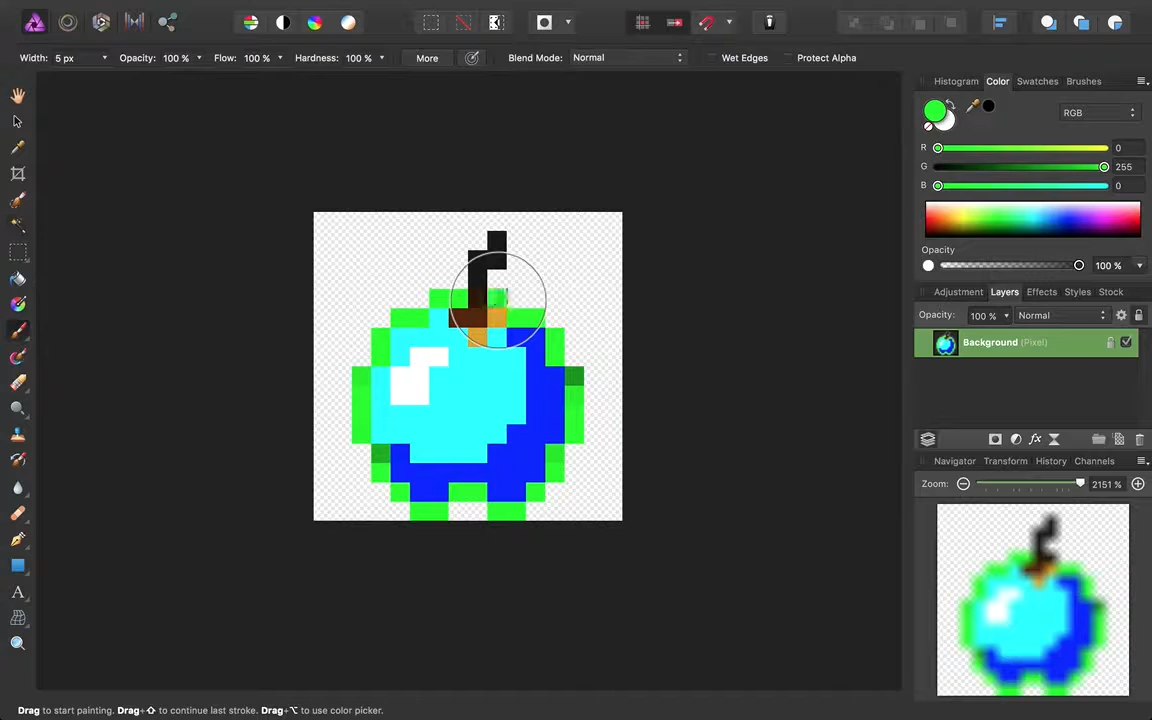 Width: 5 px Opacity: 100 % Flow: 100 % Hardness: 100 % More Blend Mode: Normal Wet Edges Protect Alpha
Histogram Color Swatches Brushes
RGB
R 0
G 255
B 0
Opacity
100 %
Adjustment Layers Effects Styles Stock
Opacity: 100 % Normal
Background (Pixel)
Navigator Transform History Channels
Zoom: 2151 %
A
Drag to start painting. Drag+⇧ to continue last stroke. Drag+⌥ to use color picker.